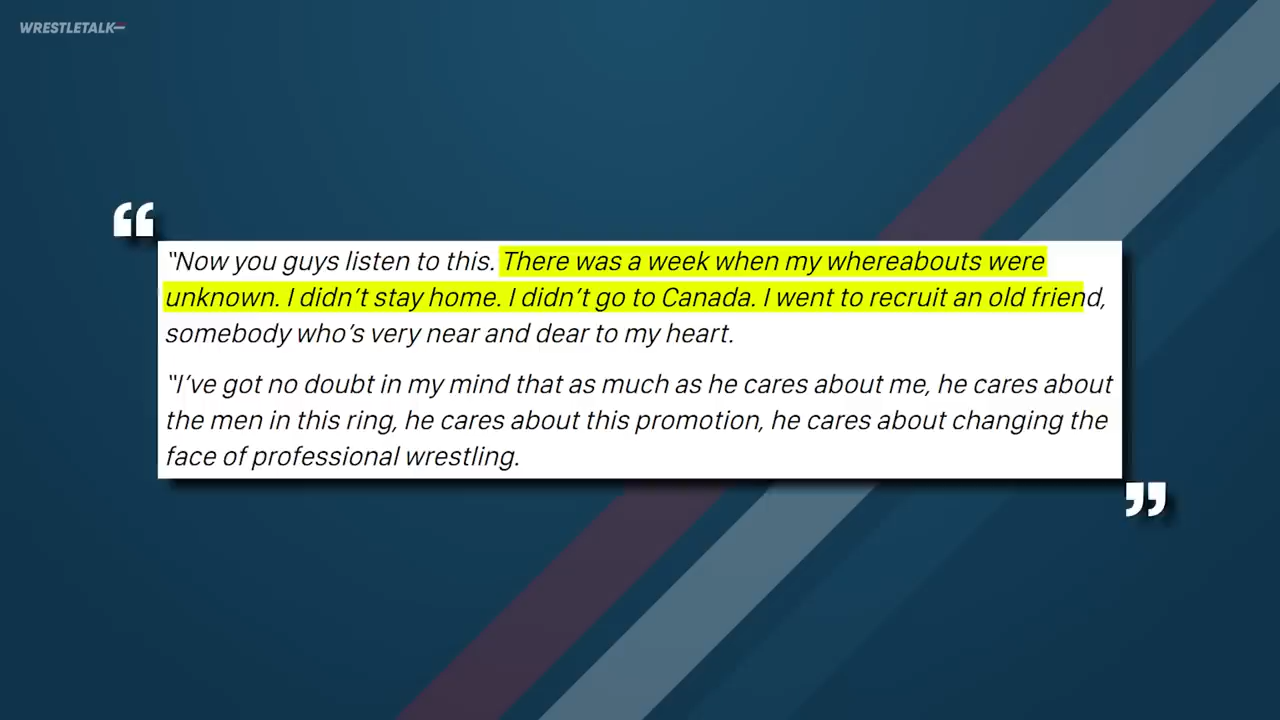 WRESTLETALK
“
“Now you guys listen to this. There was a week when my whereabouts were
unknown. I didn’t stay home. I didn’t go to Canada. I went to recruit an old friend,
somebody who’s very near and dear to my heart.
“I’ve got no doubt in my mind that as much as he cares about me, he cares about
the men in this ring, he cares about this promotion, he cares about changing the
face of professional wrestling.
”